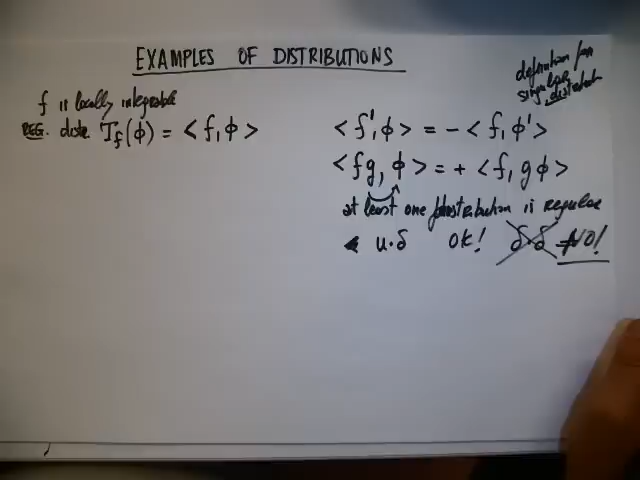 EXAMPLES OF DISTRIBUTIONS
definition for
singular
distributions
f is locally integrable
REG. distr. T_f(ϕ) = <f, ϕ>
<f', ϕ> = - <f, ϕ'>
<fg, ϕ> = + <f, gϕ>
at least one distribution is regular
u.δ OK! δ.δ NO!